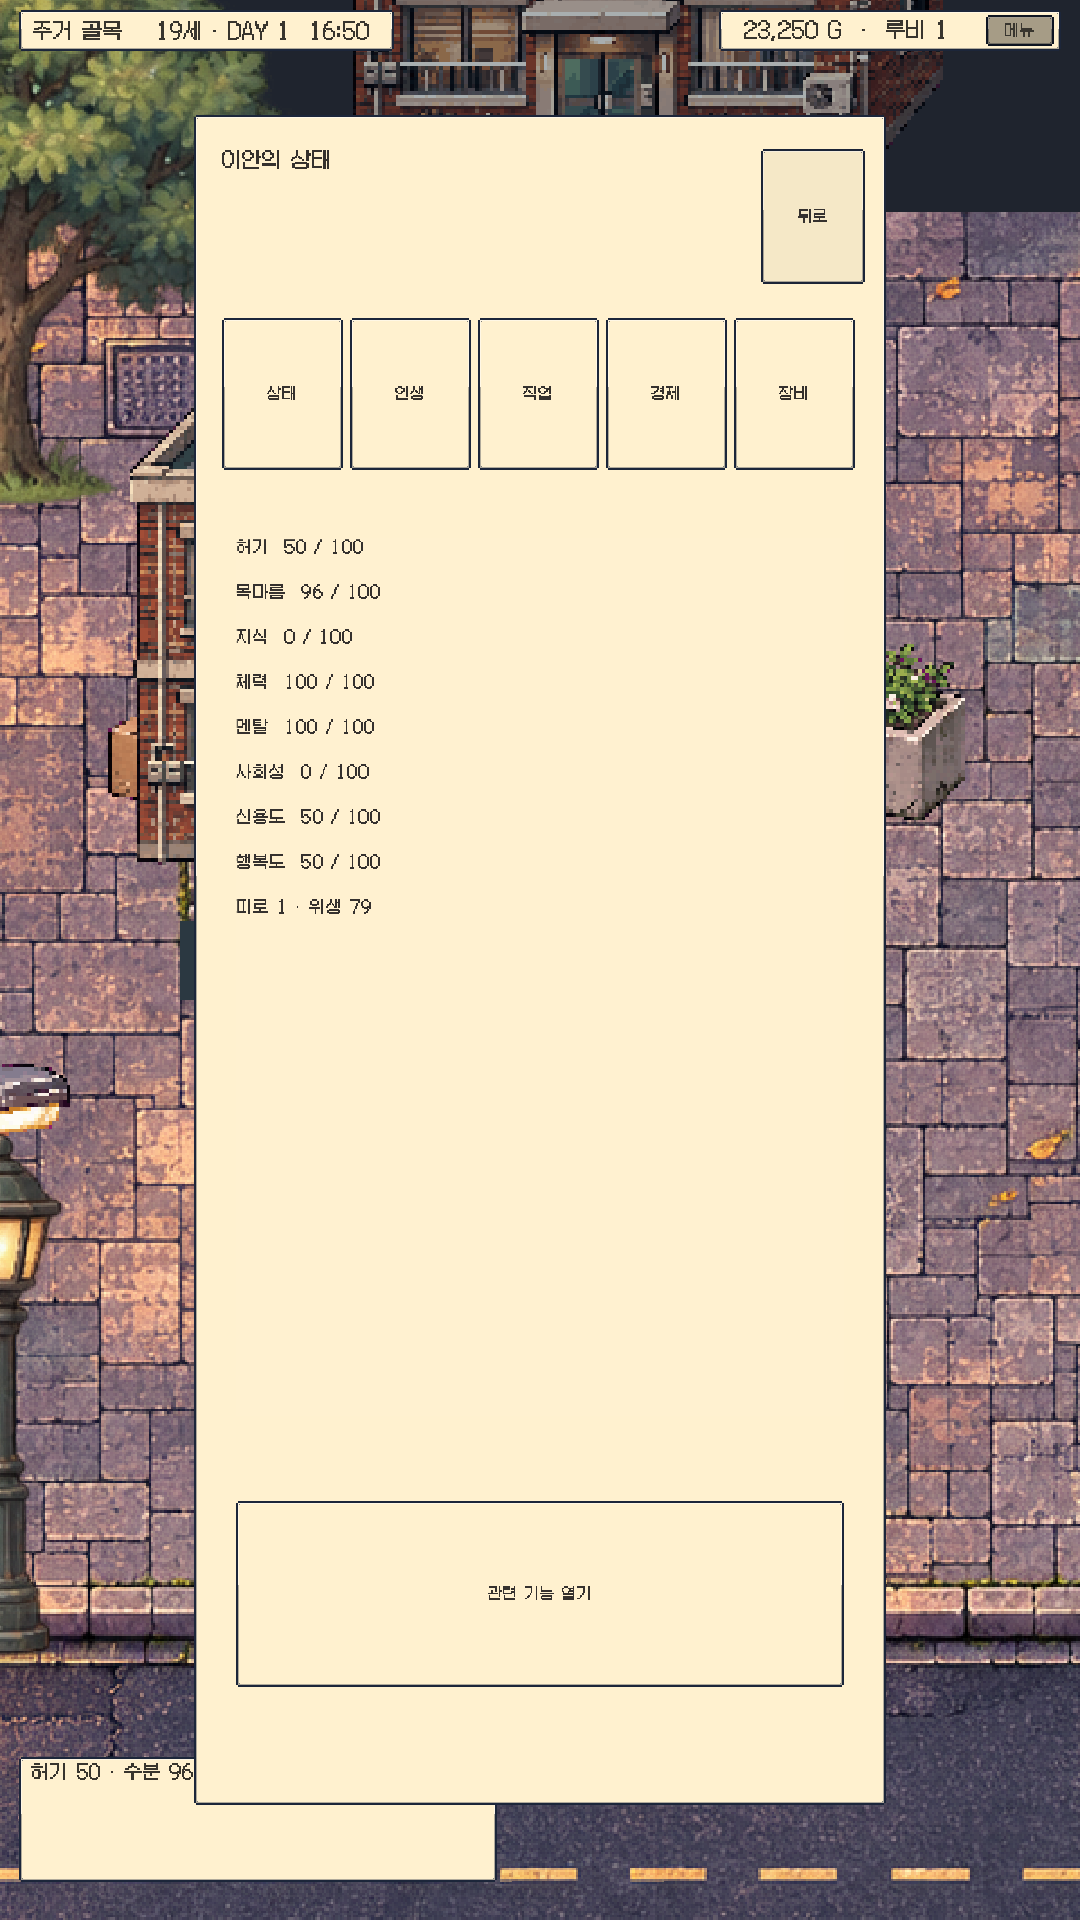 주거 골목 19세 · DAY 1 16:50
23,250 G · 루비 1 메뉴
이안의 상태
뒤로
상태 인생 직업 경제 장비
허기 50 / 100
목마름 96 / 100
지식 0 / 100
체력 100 / 100
멘탈 100 / 100
사회성 0 / 100
신용도 50 / 100
행복도 50 / 100
피로 1 · 위생 79
관련 기능 열기
허기 50 · 수분 96